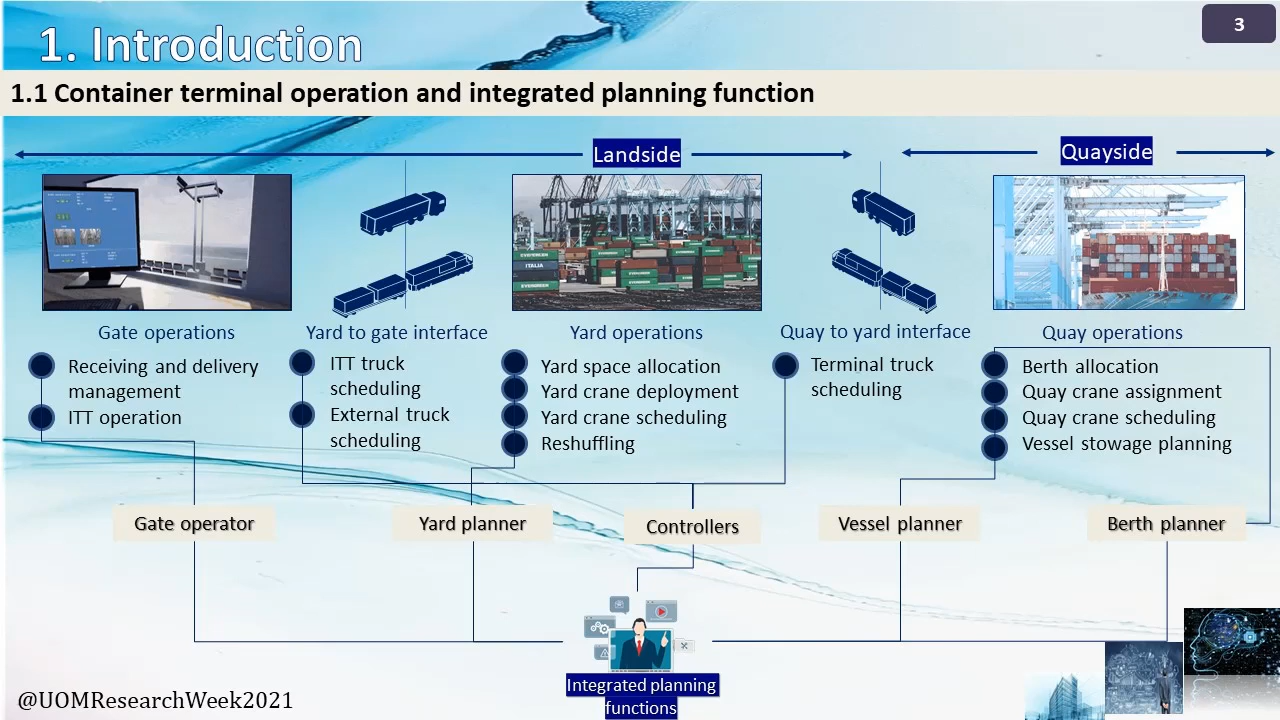 1. Introduction
3
1.1 Container terminal operation and integrated planning function
Landside
Quayside
EVERGREEN
ITALIA
EVERGREEN
EVERGREEN
Gate operations
Receiving and delivery
management
ITT operation
Yard to gate interface
ITT truck
scheduling
External truck
scheduling
Yard operations
Yard space allocation
Yard crane deployment
Yard crane scheduling
Reshuffling
Quay to yard interface
Terminal truck
scheduling
Quay operations
Berth allocation
Quay crane assignment
Quay crane scheduling
Vessel stowage planning
Gate operator
Yard planner
Controllers
Vessel planner
Berth planner
Integrated planning
functions
@UOMResearchWeek2021